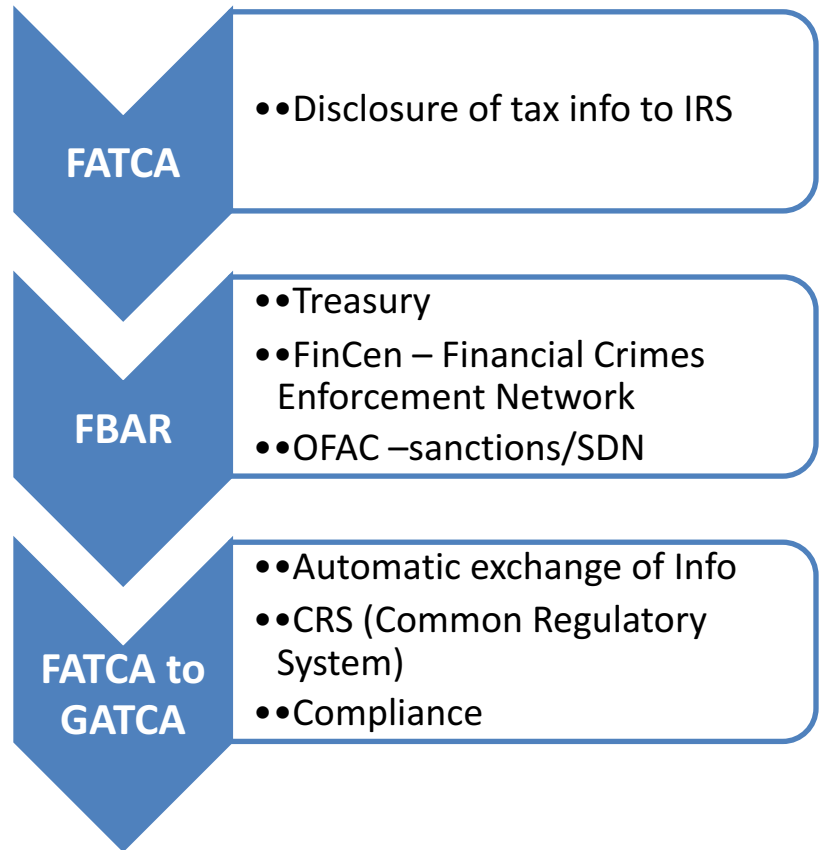 FATCA
••Disclosure of tax info to IRS
FBAR
••Treasury
••FinCen – Financial Crimes
Enforcement Network
••OFAC –sanctions/SDN
FATCA to
GATCA
••Automatic exchange of Info
••CRS (Common Regulatory
System)
••Compliance